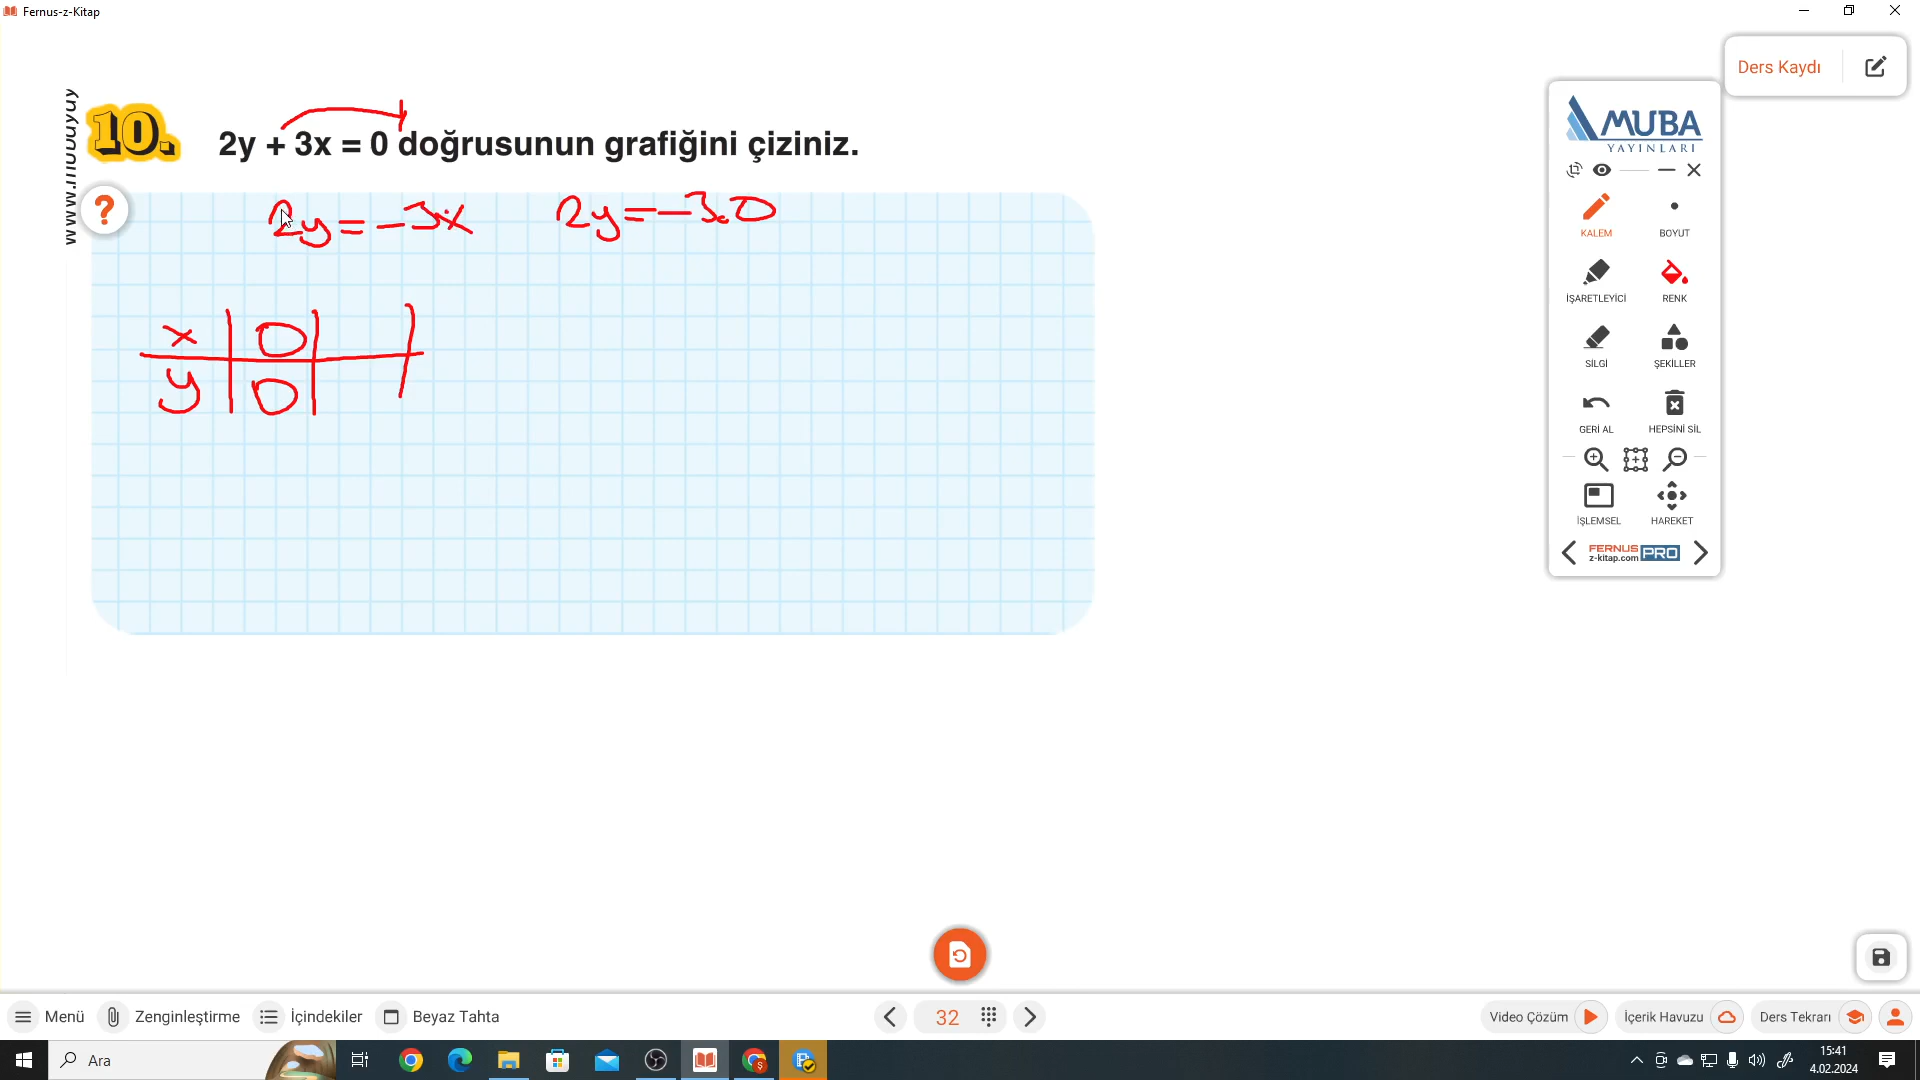 Fernus-z-Kitap
Ders Kaydı
10.
2y + 3x = 0 doğrusunun grafiğini çiziniz.
?
2y = -3x
2y = -3.0
x | 0 |
y | 0 |
MUBA
YAYINLARI
KALEM
BOYUT
İŞARETLEYİCİ
RENK
SİLGİ
ŞEKİLLER
GERİ AL
HEPSİNİ SİL
İŞLEMSEL
HAREKET
FERNUS
z-kitap.com
PRO
Menü
Zenginleştirme
İçindekiler
Beyaz Tahta
32
Video Çözüm
İçerik Havuzu
Ders Tekrarı
Ara
15:41
4.02.2024